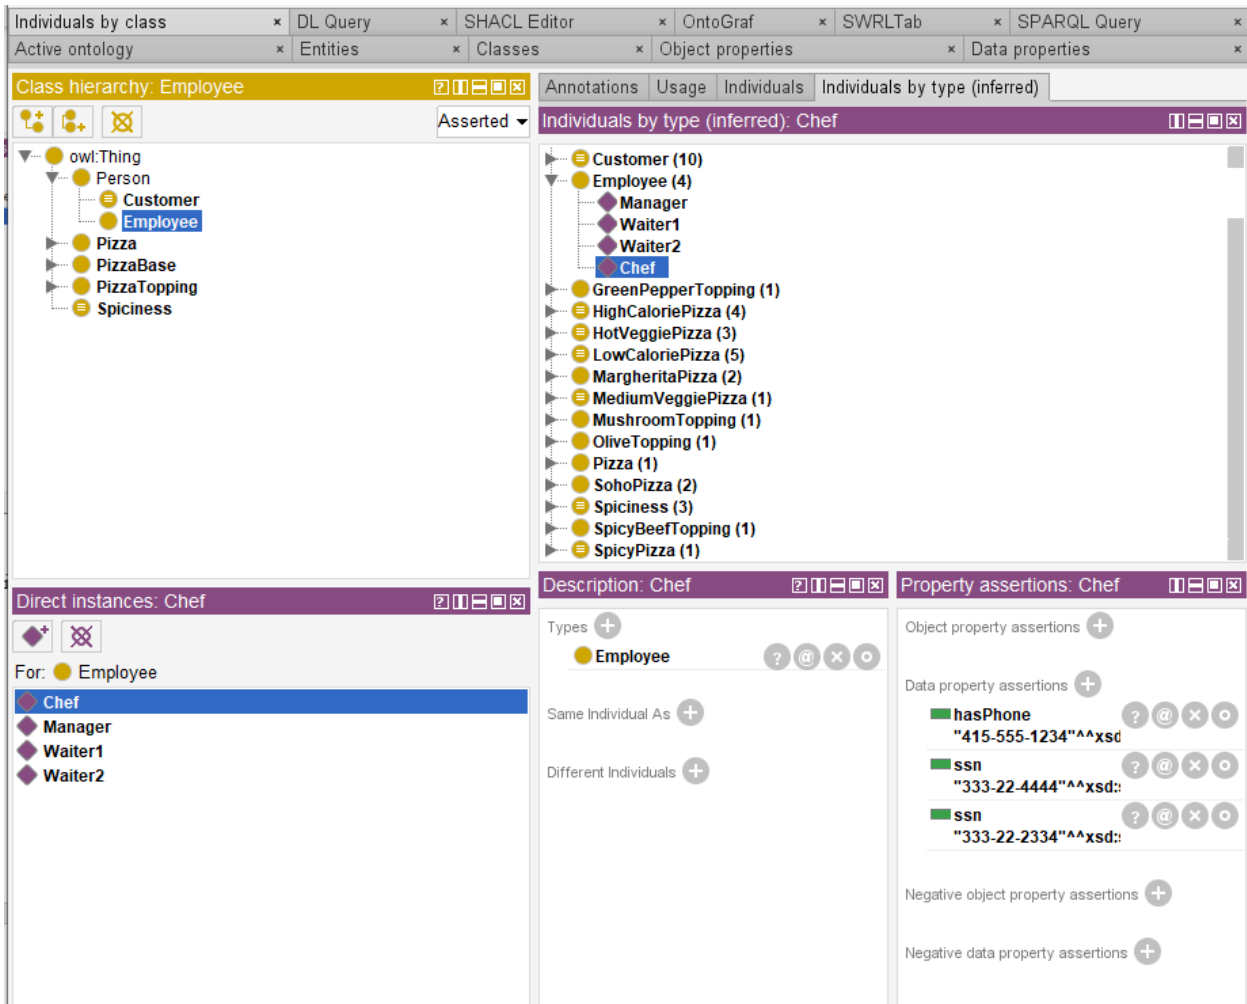 Individuals by class × DL Query × SHACL Editor × OntoGraf × SWRLTab × SPARQL Query ×
Active ontology × Entities × Classes × Object properties × Data properties ×
Class hierarchy: Employee
Asserted
owl:Thing
Person
Customer
Employee
Pizza
PizzaBase
PizzaTopping
Spiciness
Annotations Usage Individuals Individuals by type (inferred)
Individuals by type (inferred): Chef
Customer (10)
Employee (4)
Manager
Waiter1
Waiter2
Chef
GreenPepperTopping (1)
HighCaloriePizza (4)
HotVeggiePizza (3)
LowCaloriePizza (5)
MargheritaPizza (2)
MediumVeggiePizza (1)
MushroomTopping (1)
OliveTopping (1)
Pizza (1)
SohoPizza (2)
Spiciness (3)
SpicyBeefTopping (1)
SpicyPizza (1)
Direct instances: Chef
For: Employee
Chef
Manager
Waiter1
Waiter2
Description: Chef
Types
Employee
Same Individual As
Different Individuals
Property assertions: Chef
Object property assertions
Data property assertions
hasPhone
"415-555-1234"^^xsd
ssn
"333-22-4444"^^xsd:
ssn
"333-22-2334"^^xsd:
Negative object property assertions
Negative data property assertions